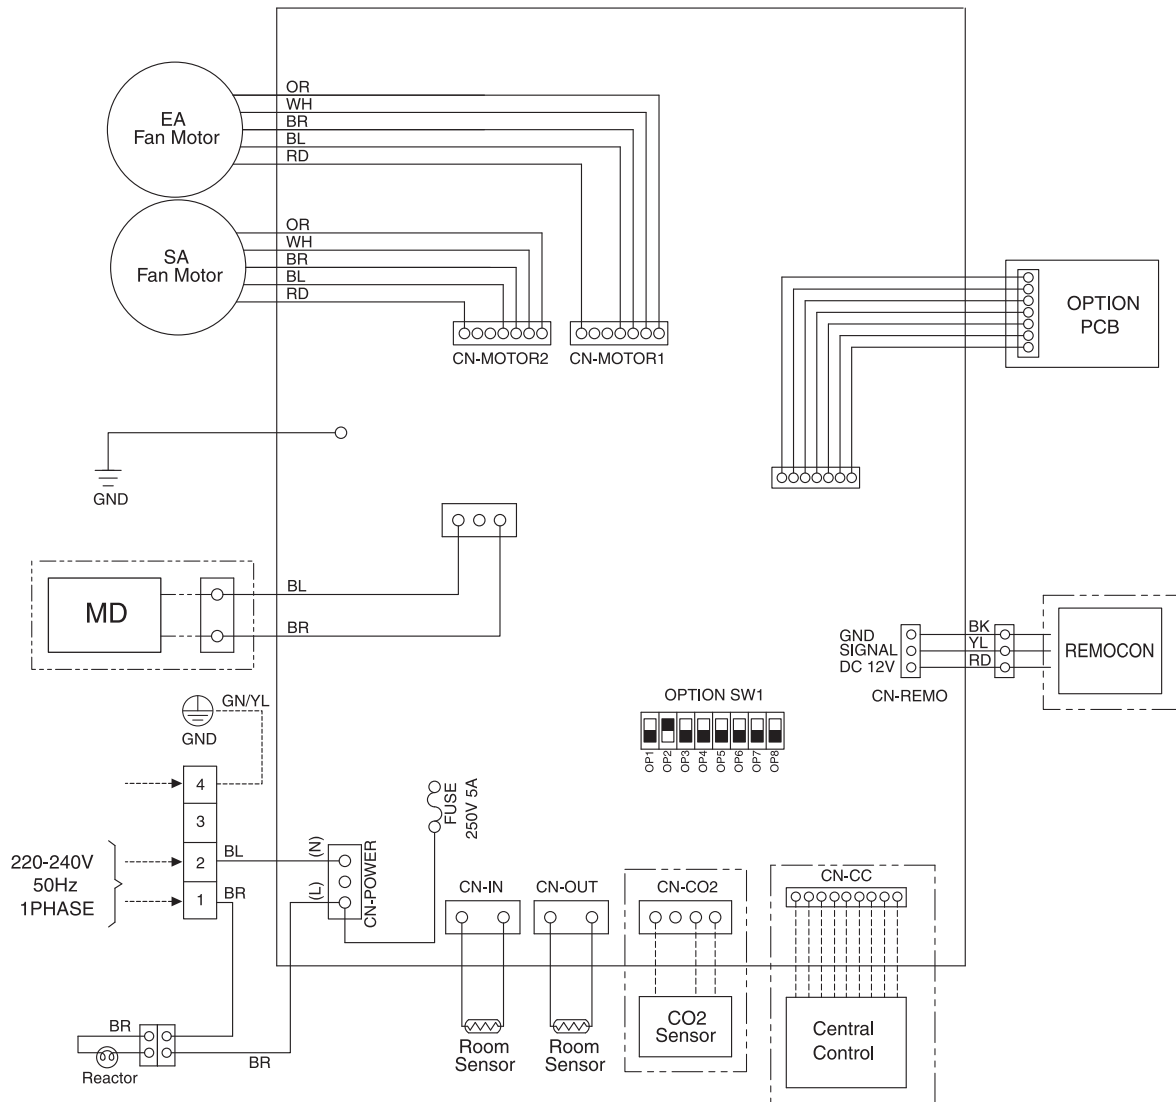 OR
WH
BR
BL
RD
EA
Fan Motor
OR
WH
BR
BL
RD
SA
Fan Motor
CN-MOTOR2
CN-MOTOR1
OPTION
PCB
GND
MD
BL
BR
GND
SIGNAL
DC 12V
CN-REMO
BK
YL
RD
REMOCON
OPTION SW1
OP1
OP2
OP3
OP4
OP5
OP6
OP7
OP8
GN/YL
GND
4
3
2
1
220-240V
50Hz
1PHASE
BL
BR
(N)
(L)
CN-POWER
FUSE
250V 5A
CN-IN
CN-OUT
CN-CO2
CN-CC
Room
Sensor
Room
Sensor
CO2
Sensor
Central
Control
BR
BR
Reactor